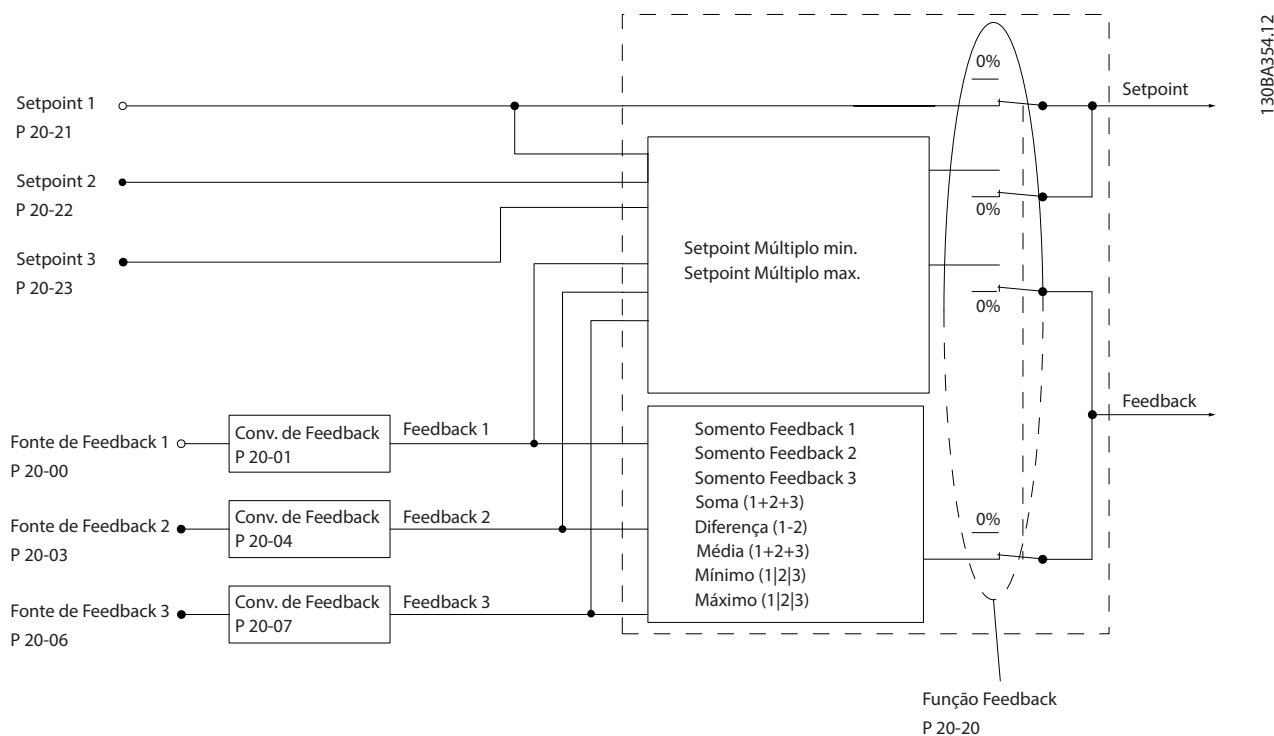 130BA354.12
0%
Setpoint
Setpoint 1
P 20-21
Setpoint 2
P 20-22
0%
Setpoint 3
P 20-23
Setpoint Múltiplo min.
Setpoint Múltiplo max.
0%
Feedback
Fonte de Feedback 1
P 20-00
Conv. de Feedback
P 20-01
Feedback 1
Fonte de Feedback 2
P 20-03
Conv. de Feedback
P 20-04
Feedback 2
Fonte de Feedback 3
P 20-06
Conv. de Feedback
P 20-07
Feedback 3
Somento Feedback 1
Somento Feedback 2
Somento Feedback 3
Soma (1+2+3)
Diferença (1-2)
Média (1+2+3)
Mínimo (1|2|3)
Máximo (1|2|3)
0%
Função Feedback
P 20-20